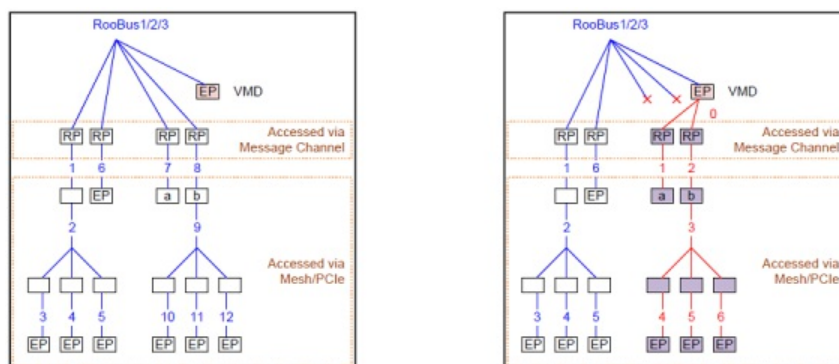 RooBus1/2/3
EP VMD
RP RP RP RP
Accessed via
Message Channel
1 6 7 8
EP a b
2 9
Accessed via
Mesh/PCIe
3 4 5 10 11 12
EP EP EP EP EP EP
RooBus1/2/3
EP VMD
0
RP RP RP RP
Accessed via
Message Channel
1 6 1 2
EP a b
2 3
Accessed via
Mesh/PCIe
3 4 5 4 5 6
EP EP EP EP EP EP